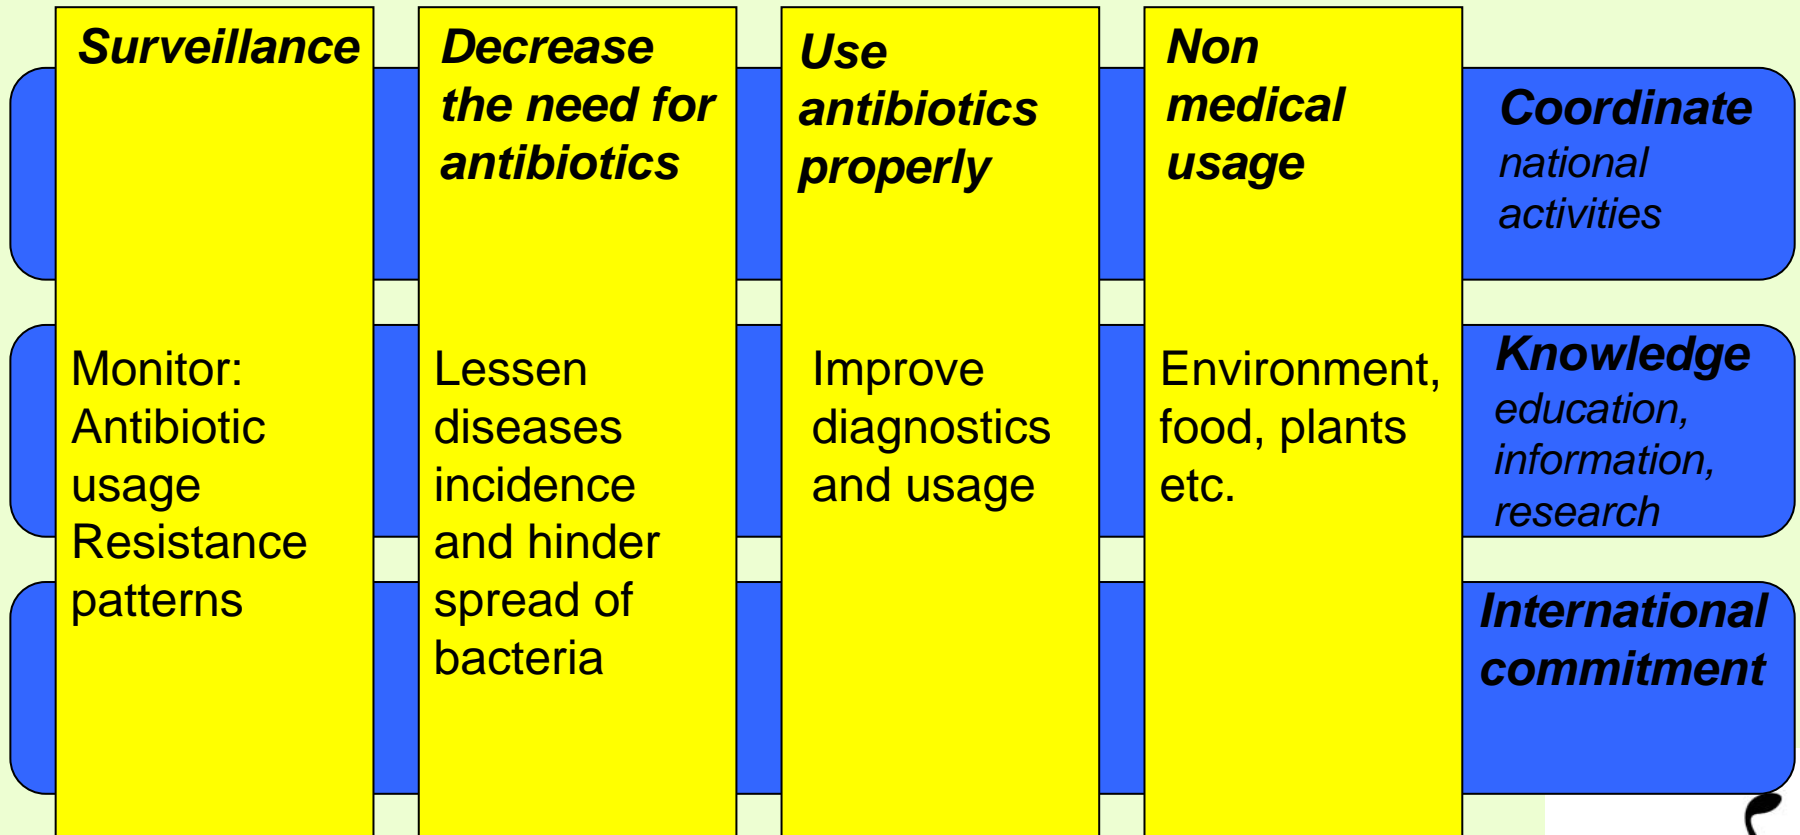 Surveillance
Monitor:
Antibiotic
usage
Resistance
patterns
Decrease
the need for
antibiotics
Lessen
diseases
incidence
and hinder
spread of
bacteria
Use
antibiotics
properly
Improve
diagnostics
and usage
Non
medical
usage
Environment,
food, plants
etc.
Coordinate
national
activities
Knowledge
education,
information,
research
International
commitment